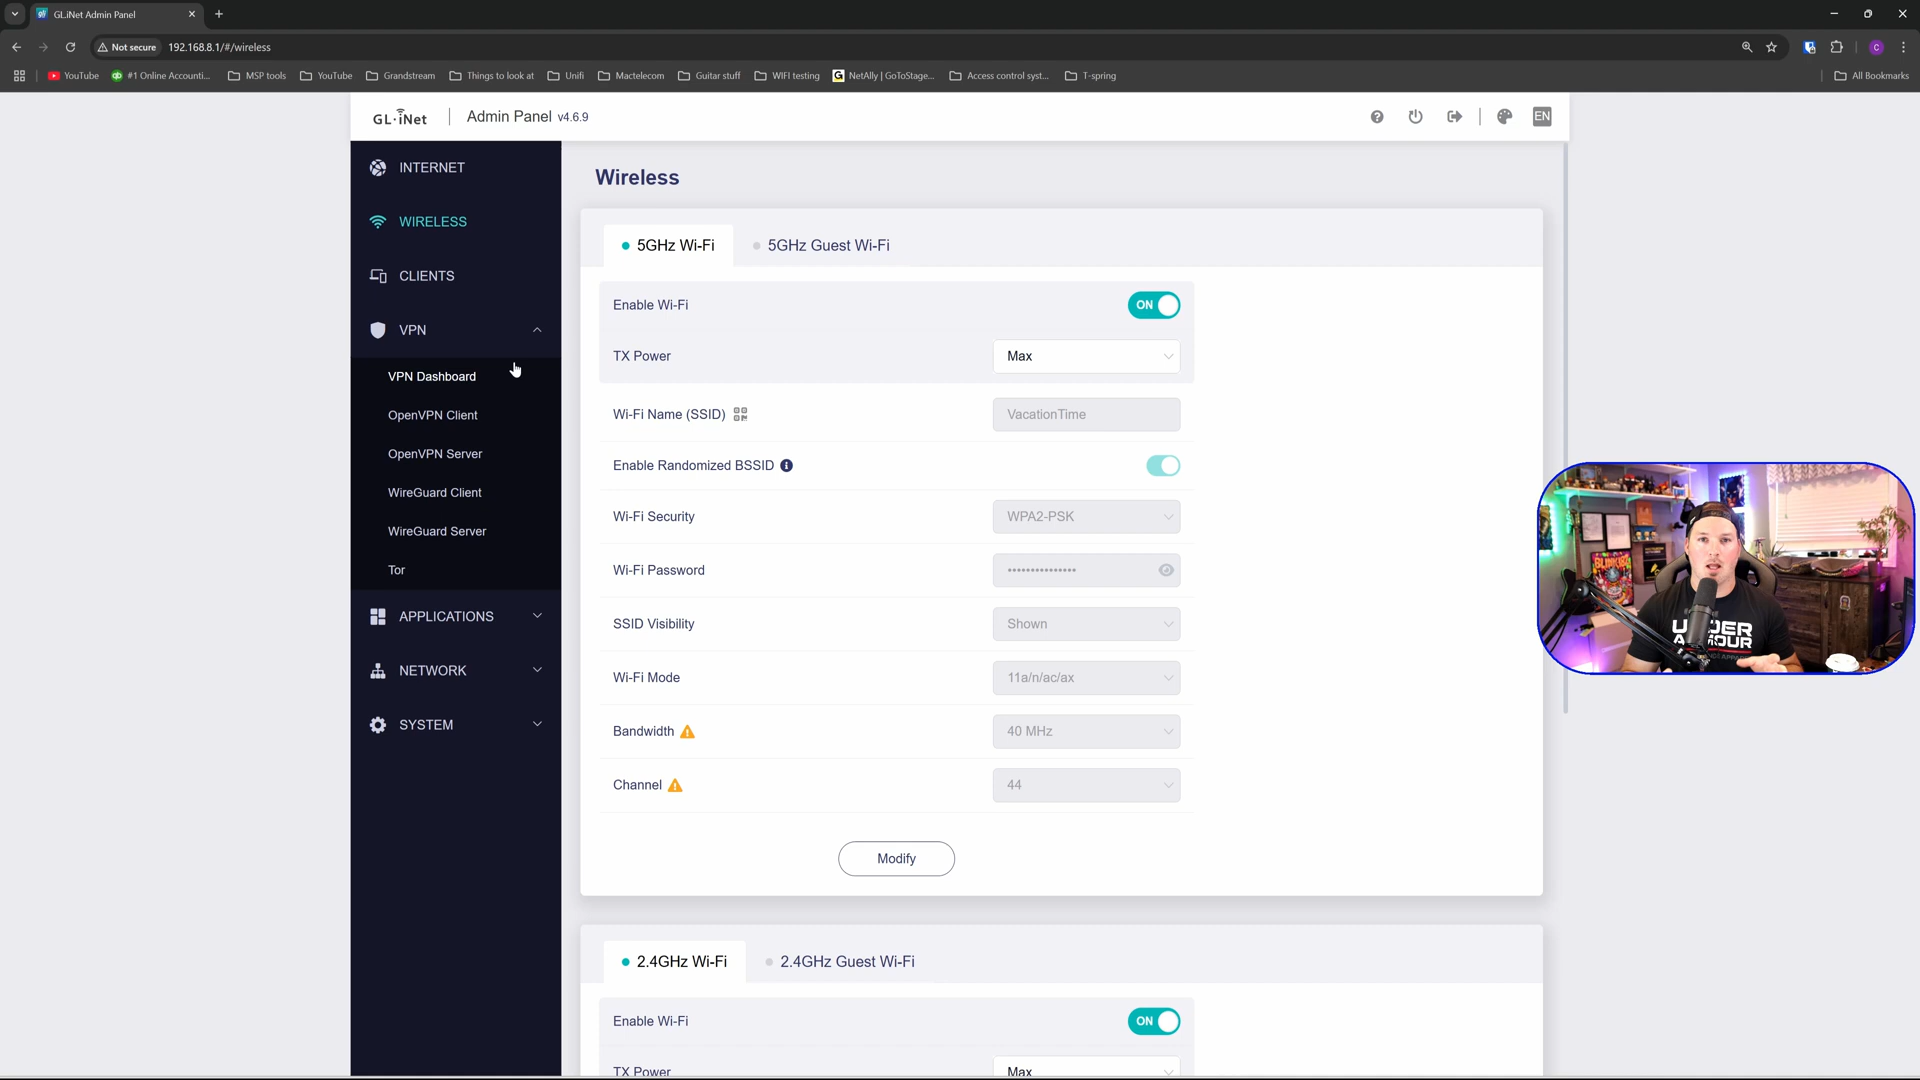 GL.iNet Admin Panel
Not secure 192.168.8.1/#/wireless
YouTube #1 Online Accounti... MSP tools YouTube Grandstream Things to look at Unifi Mactelecom Guitar stuff WIFI testing NetAlly | GoToStage... Access control syst... T-spring All Bookmarks
GL·iNet Admin Panel v4.6.9 EN
INTERNET
WIRELESS
CLIENTS
VPN
VPN Dashboard
OpenVPN Client
OpenVPN Server
WireGuard Client
WireGuard Server
Tor
APPLICATIONS
NETWORK
SYSTEM
Wireless
5GHz Wi-Fi 5GHz Guest Wi-Fi
Enable Wi-Fi ON
TX Power Max
Wi-Fi Name (SSID) VacationTime
Enable Randomized BSSID
Wi-Fi Security WPA2-PSK
Wi-Fi Password •••••••••••••••
SSID Visibility Shown
Wi-Fi Mode 11a/n/ac/ax
Bandwidth 40 MHz
Channel 44
Modify
2.4GHz Wi-Fi 2.4GHz Guest Wi-Fi
Enable Wi-Fi ON
TX Power Max
BLINK182
UNDER
ARMOUR